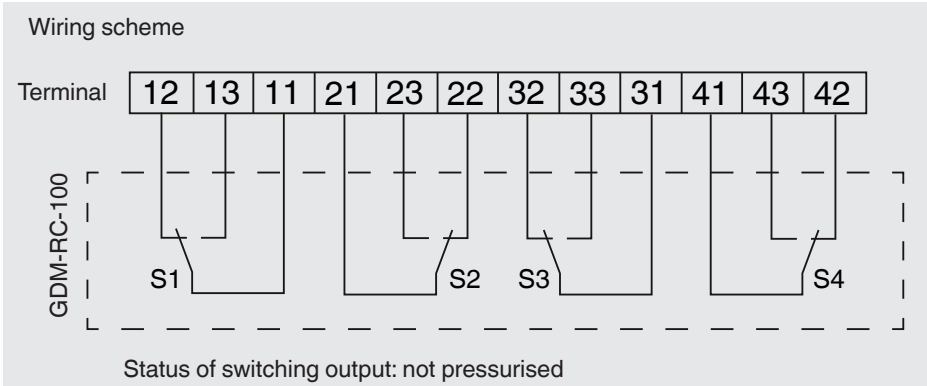 Wiring scheme
Terminal 12 13 11 21 23 22 32 33 31 41 43 42
GDM-RC-100
S1 S2 S3 S4
Status of switching output: not pressurised